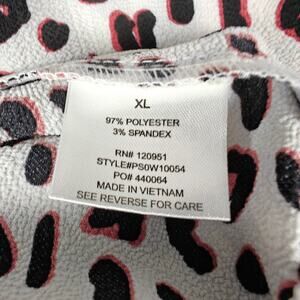 XL
97% POLYESTER
3% SPANDEX
RN# 120951
STYLE#PS0W10054
PO# 440064
MADE IN VIETNAM
SEE REVERSE FOR CARE